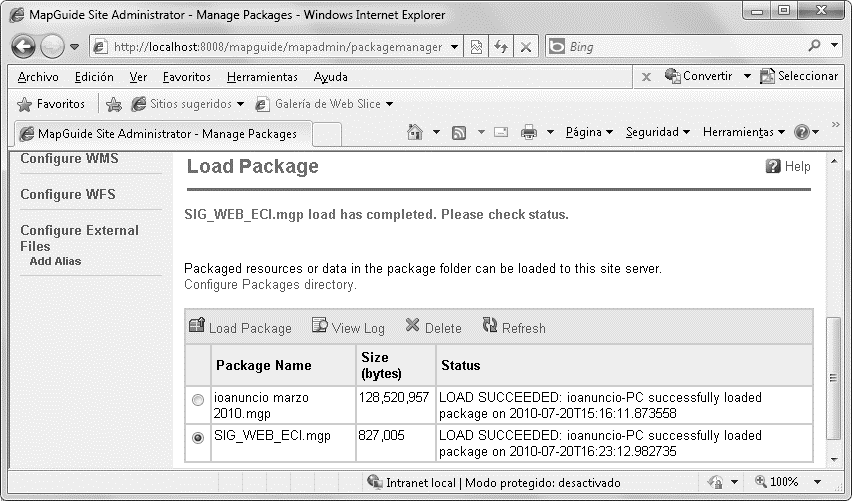 MapGuide Site Administrator - Manage Packages - Windows Internet Explorer
http://localhost:8008/mapguide/mapadmin/packagemanager
Bing
Archivo Edición Ver Favoritos Herramientas Ayuda
Convertir
Seleccionar
Favoritos
Sitios sugeridos
Galería de Web Slice
MapGuide Site Administrator - Manage Packages
Página
Seguridad
Herramientas
Configure WMS
Configure WFS
Configure External
Files
Add Alias
Load Package
Help
SIG_WEB_ECI.mgp load has completed. Please check status.
Packaged resources or data in the package folder can be loaded to this site server.
Configure Packages directory.
Load Package View Log Delete Refresh
Package Name
Size
(bytes)
Status
ioanuncio marzo
2010.mgp
128,520,957
LOAD SUCCEEDED: ioanuncio-PC successfully loaded
package on 2010-07-20T15:16:11.873558
SIG_WEB_ECI.mgp
827,005
LOAD SUCCEEDED: ioanuncio-PC successfully loaded
package on 2010-07-20T16:23:12.982735
Intranet local | Modo protegido: desactivado
100%